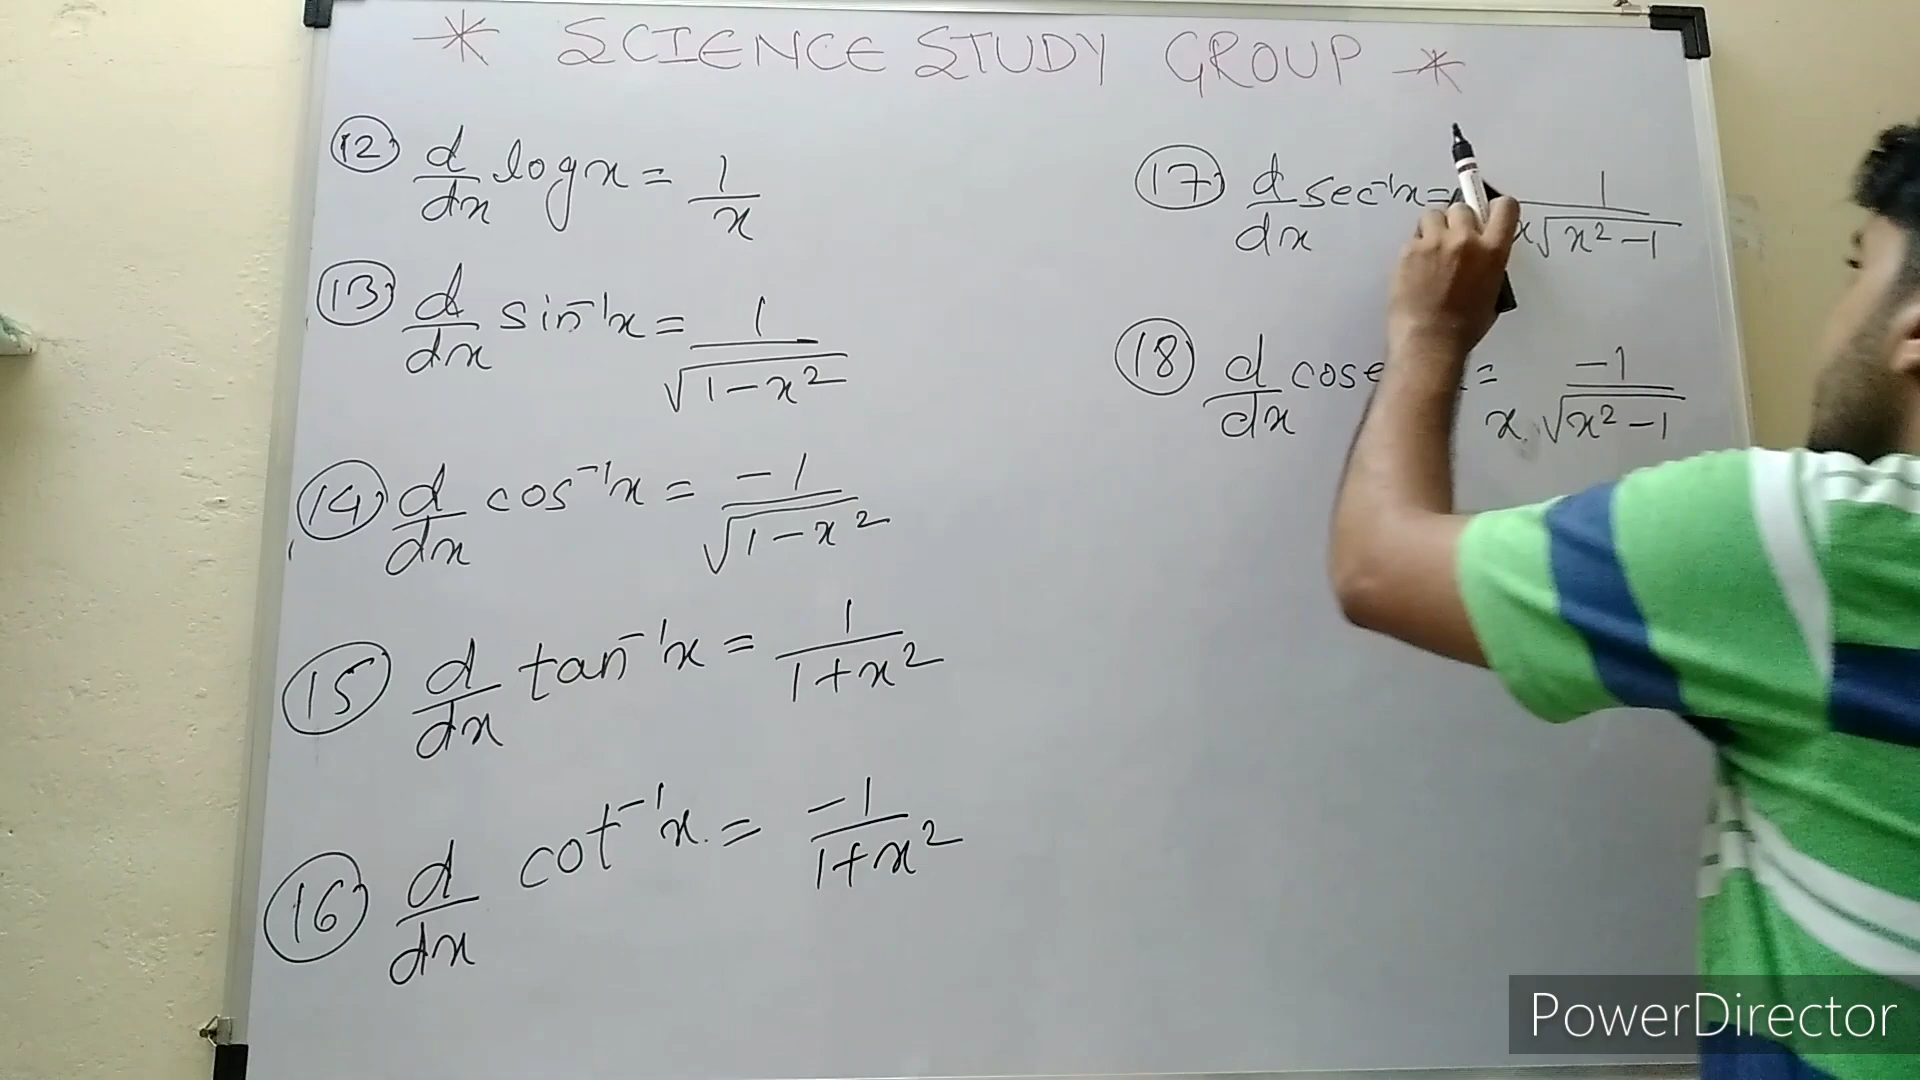 * SCIENCE STUDY GROUP *
(12) d/dx log x = 1/x
(13) d/dx sin⁻¹x = 1/√(1-x²)
(14) d/dx cos⁻¹x = -1/√(1-x²)
(15) d/dx tan⁻¹x = 1/(1+x²)
(16) d/dx cot⁻¹x = -1/(1+x²)
(17) d/dx sec⁻¹x = 1/x√(x²-1)
(18) d/dx cose = -1/x√(x²-1)
PowerDirector